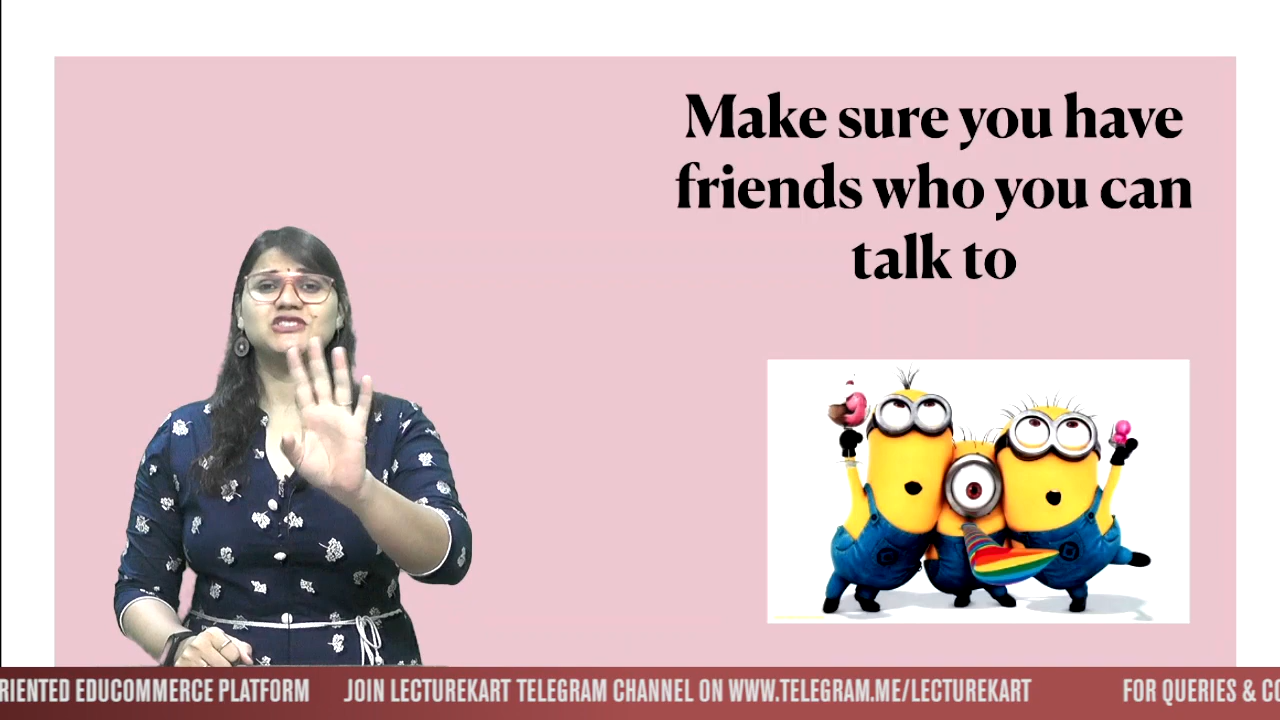 Make sure you have
friends who you can
talk to
RIENTED EDUCOMMERCE PLATFORM JOIN LECTUREKART TELEGRAM CHANNEL ON WWW.TELEGRAM.ME/LECTUREKART FOR QUERIES &